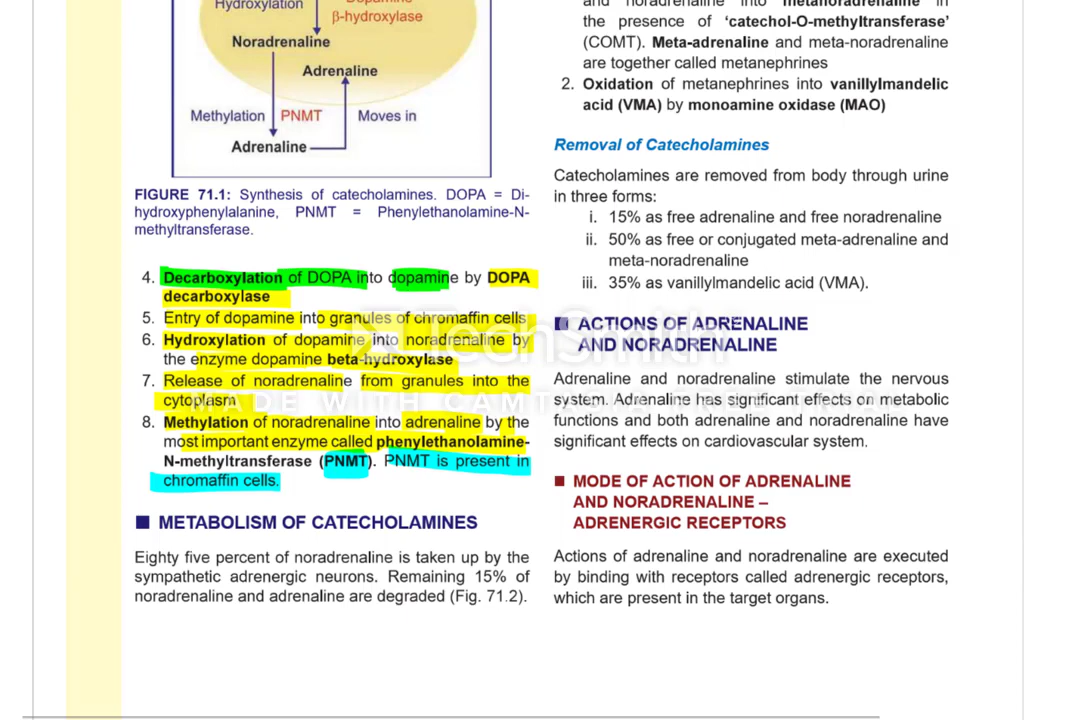 Hydroxylation
Dopamine
β-hydroxylase
Noradrenaline
Adrenaline
Methylation
PNMT
Moves in
Adrenaline
FIGURE 71.1: Synthesis of catecholamines. DOPA = Di-
hydroxyphenylalanine, PNMT = Phenylethanolamine-N-
methyltransferase.
4. Decarboxylation of DOPA into dopamine by DOPA
decarboxylase
5. Entry of dopamine into granules of chromaffin cells
6. Hydroxylation of dopamine into noradrenaline by
the enzyme dopamine beta-hydroxylase
7. Release of noradrenaline from granules into the
cytoplasm
8. Methylation of noradrenaline into adrenaline by the
most important enzyme called phenylethanolamine-
N-methyltransferase (PNMT). PNMT is present in
chromaffin cells.
■ METABOLISM OF CATECHOLAMINES
Eighty five percent of noradrenaline is taken up by the
sympathetic adrenergic neurons. Remaining 15% of
noradrenaline and adrenaline are degraded (Fig. 71.2).
and noradrenaline into metanoradrenaline in
the presence of ‘catechol-O-methyltransferase’
(COMT). Meta-adrenaline and meta-noradrenaline
are together called metanephrines
2. Oxidation of metanephrines into vanillylmandelic
acid (VMA) by monoamine oxidase (MAO)
Removal of Catecholamines
Catecholamines are removed from body through urine
in three forms:
i. 15% as free adrenaline and free noradrenaline
ii. 50% as free or conjugated meta-adrenaline and
meta-noradrenaline
iii. 35% as vanillylmandelic acid (VMA).
■ ACTIONS OF ADRENALINE
AND NORADRENALINE
Adrenaline and noradrenaline stimulate the nervous
system. Adrenaline has significant effects on metabolic
functions and both adrenaline and noradrenaline have
significant effects on cardiovascular system.
■ MODE OF ACTION OF ADRENALINE
AND NORADRENALINE –
ADRENERGIC RECEPTORS
Actions of adrenaline and noradrenaline are executed
by binding with receptors called adrenergic receptors,
which are present in the target organs.
TechSmith
MADE WITH CAMTASIA FREE TRIAL